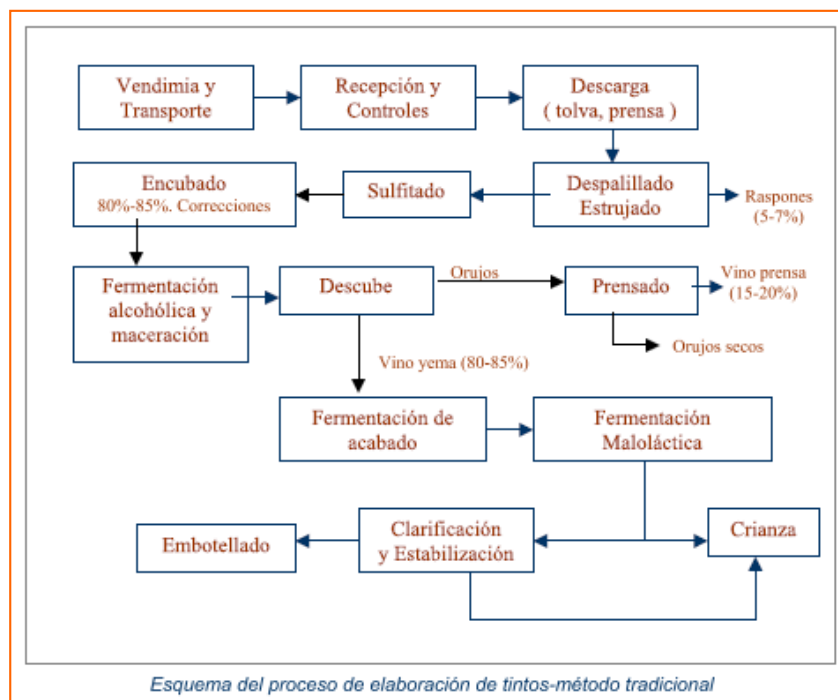 Vendimia y
Transporte
Recepción y
Controles
Descarga
( tolva, prensa )
Encubado
80%-85%. Correcciones
Sulfitado
Despalillado
Estrujado
Raspones
(5-7%)
Fermentación
alcohólica y
maceración
Descube
Orujos
Prensado
Vino prensa
(15-20%)
Orujos secos
Vino yema (80-85%)
Fermentación de
acabado
Fermentación
Maloláctica
Embotellado
Clarificación
y Estabilización
Crianza
Esquema del proceso de elaboración de tintos-método tradicional